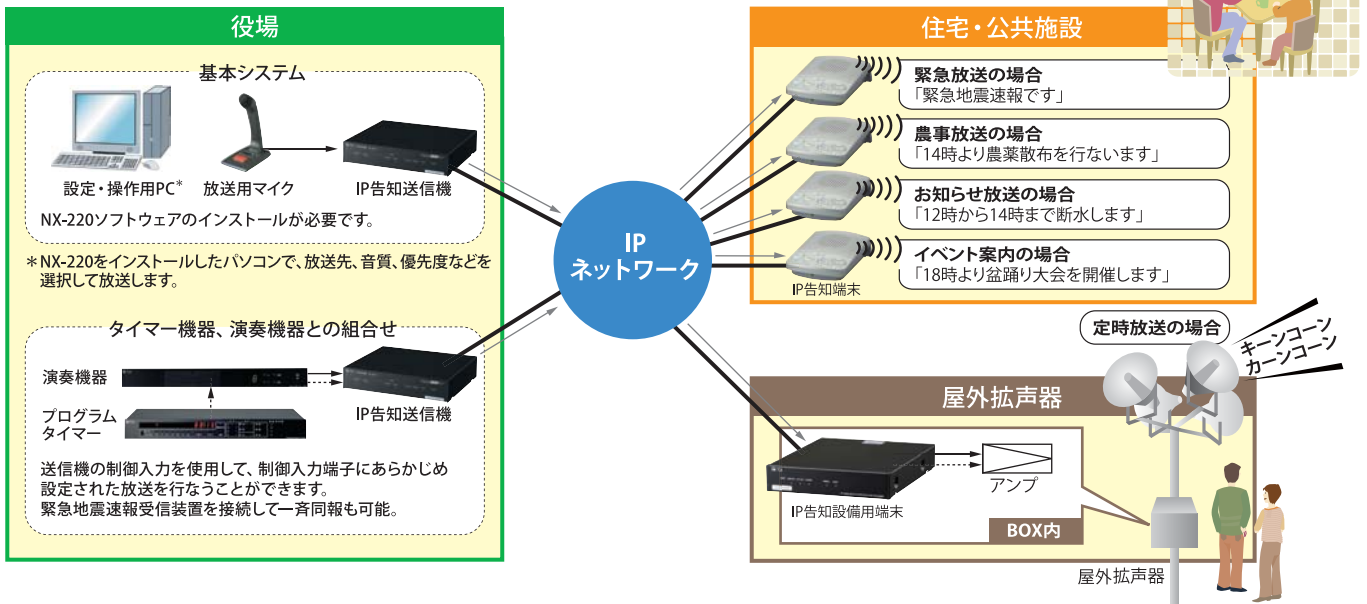 役場
基本システム
設定・操作用PC*
放送用マイク
IP告知送信機
NX-220ソフトウェアのインストールが必要です。
*NX-220をインストールしたパソコンで、放送先、音質、優先度などを
選択して放送します。
タイマー機器、演奏機器との組合せ
演奏機器
プログラム
タイマー
IP告知送信機
送信機の制御入力を使用して、制御入力端子にあらかじめ
設定された放送を行なうことができます。
緊急地震速報受信装置を接続して一斉同報も可能。
IP
ネットワーク
住宅・公共施設
緊急放送の場合
「緊急地震速報です」
農事放送の場合
「14時より農薬散布を行ないます」
お知らせ放送の場合
「12時から14時まで断水します」
イベント案内の場合
「18時より盆踊り大会を開催します」
IP告知端末
定時放送の場合
キーンコーン
カーンコーン
屋外拡声器
IP告知設備用端末
アンプ
BOX内
屋外拡声器